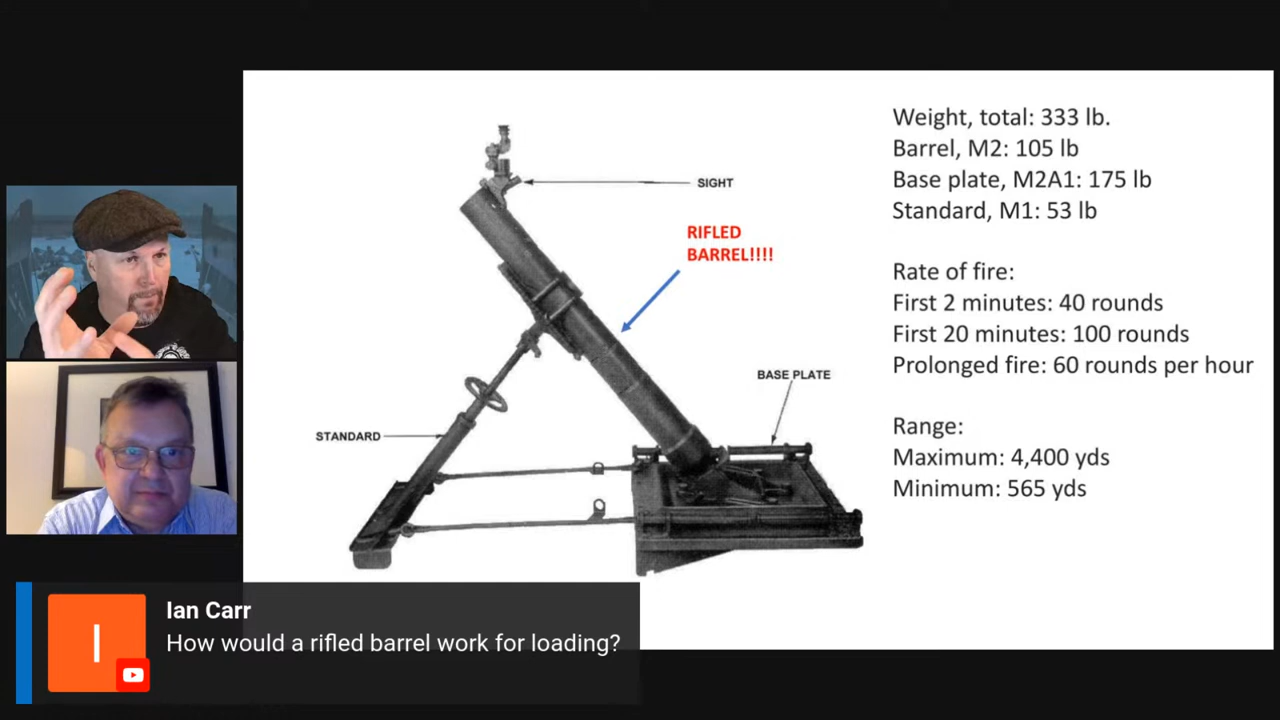 Weight, total: 333 lb.
Barrel, M2: 105 lb
Base plate, M2A1: 175 lb
Standard, M1: 53 lb
SIGHT
RIFLED
BARREL!!!!
Rate of fire:
First 2 minutes: 40 rounds
First 20 minutes: 100 rounds
Prolonged fire: 60 rounds per hour
BASE PLATE
STANDARD
Range:
Maximum: 4,400 yds
Minimum: 565 yds
I
Ian Carr
How would a rifled barrel work for loading?